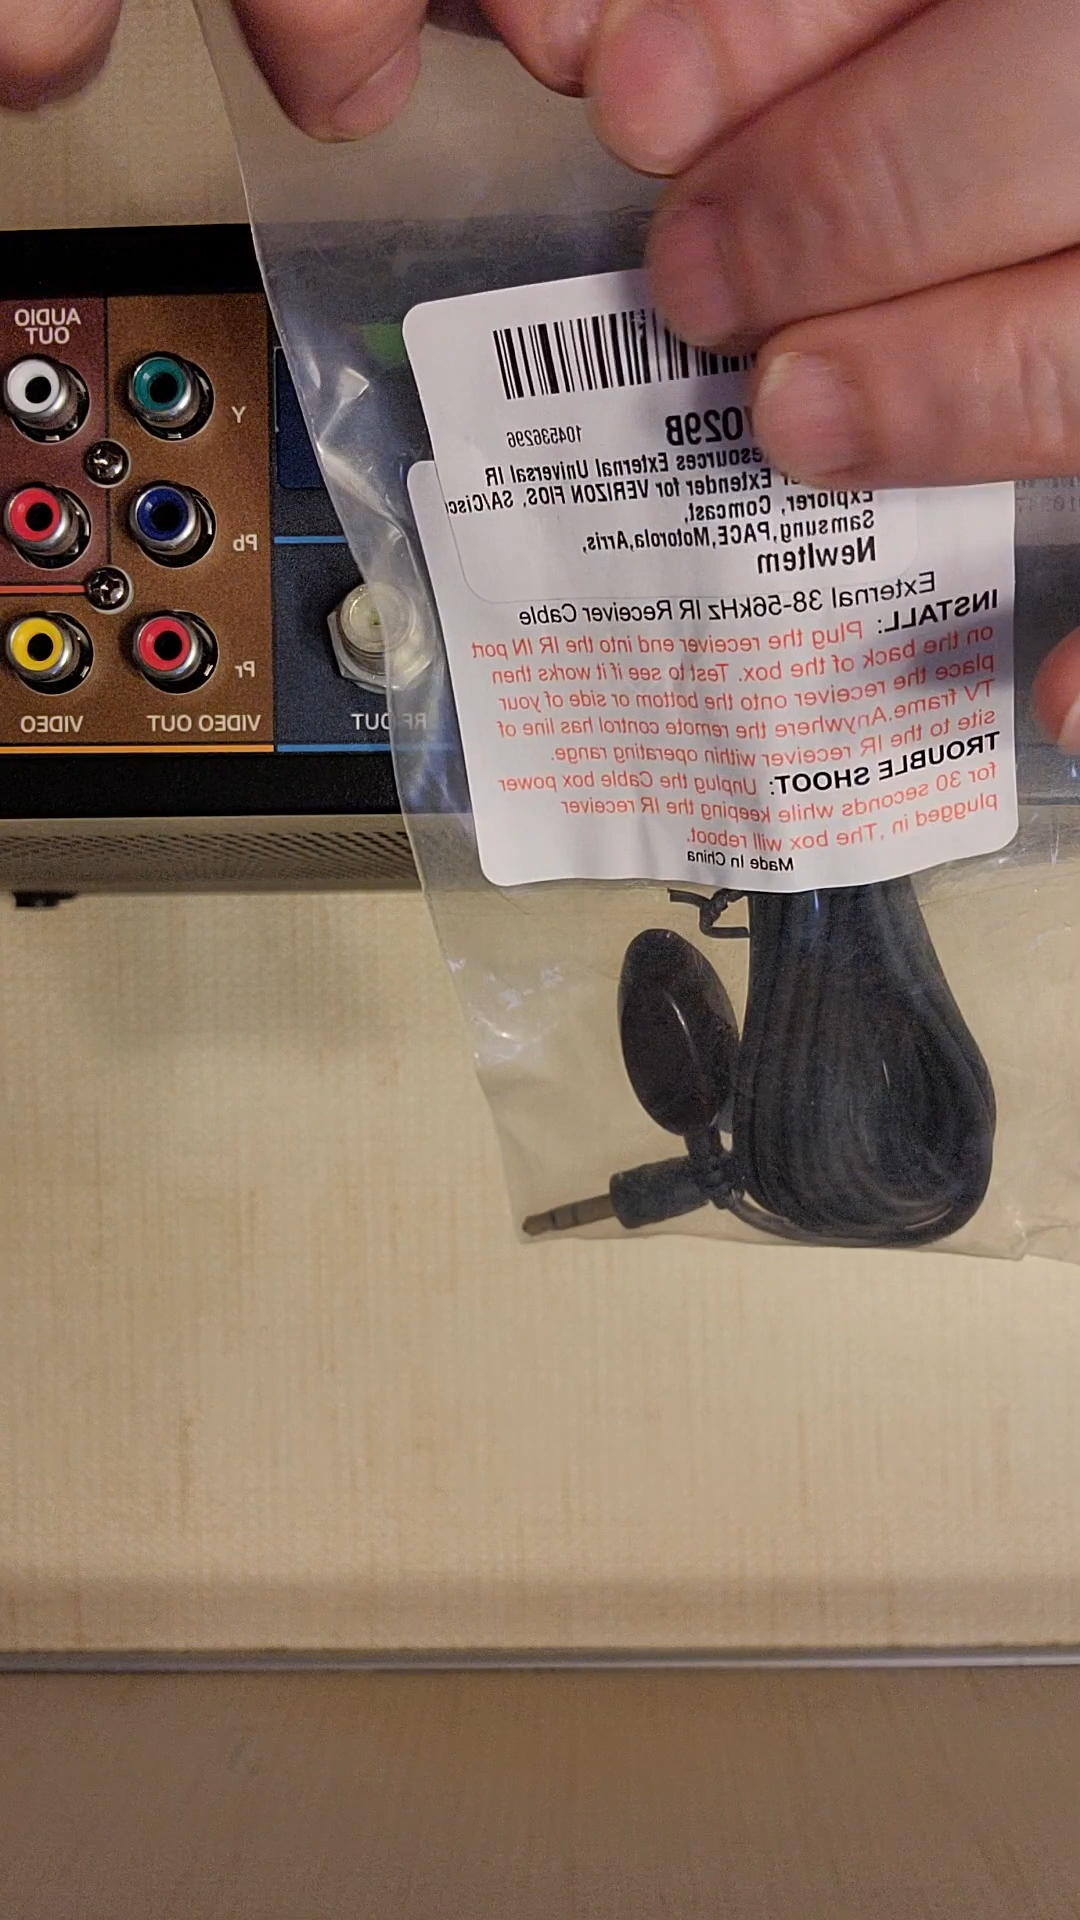 AUDIO
OUT
Y
Pb
Pr
VIDEO
VIDEO OUT
RF OUT
029B
104536296
External Universal IR
Extender for VERIZON FIOS, SA/Cisco
Explorer, Comcast,
Samsung,PACE,Motorola,Arris,
NewItem
External 38-56kHz IR Receiver Cable
INSTALL: Plug the receiver end into the IR IN port
on the back of the box. Test to see if it works then
place the receiver onto the bottom or side of your
TV frame.Anywhere the remote control has line of
site to the IR receiver within operating range.
TROUBLE SHOOT: Unplug the Cable box power
for 30 seconds while keeping the IR receiver
plugged in ,The box will reboot.
Made In China